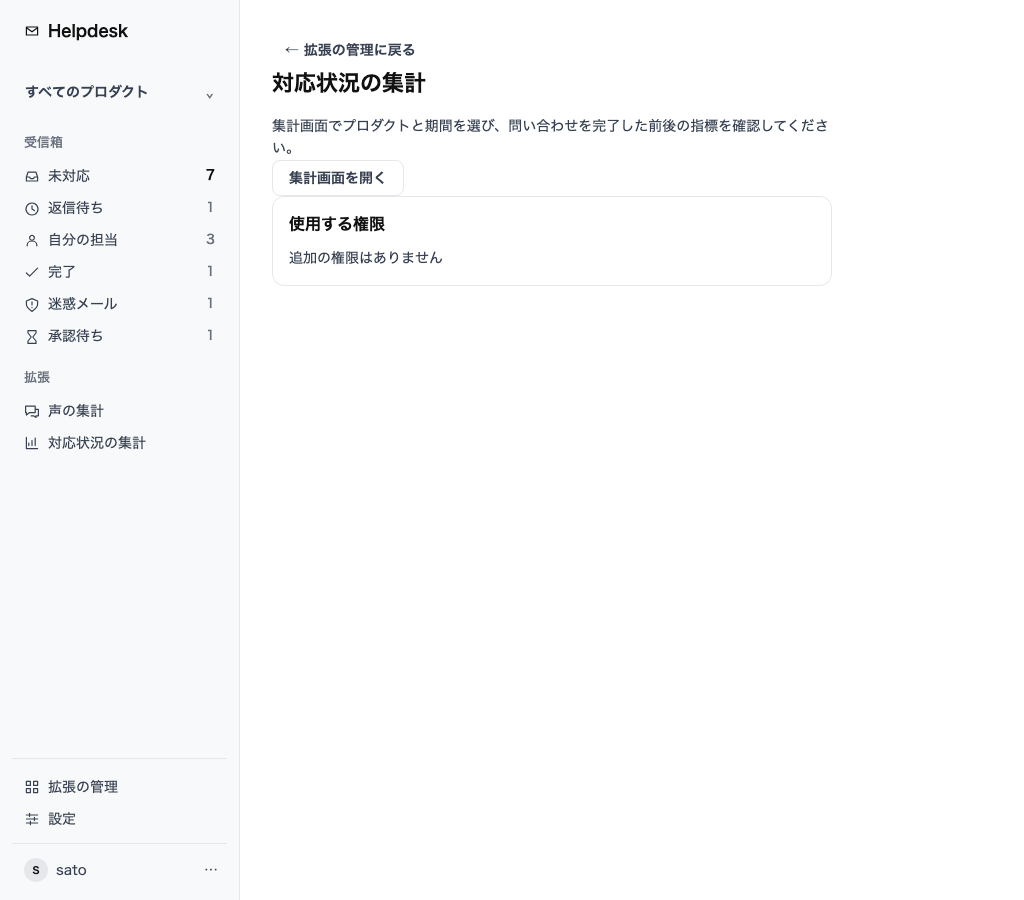 Helpdesk
すべてのプロダクト
受信箱
未対応 7
返信待ち 1
自分の担当 3
完了 1
迷惑メール 1
承認待ち 1
拡張
声の集計
対応状況の集計
拡張の管理
設定
S sato ...
← 拡張の管理に戻る
対応状況の集計
集計画面でプロダクトと期間を選び、問い合わせを完了した前後の指標を確認してくださ
い。
集計画面を開く
使用する権限
追加の権限はありません